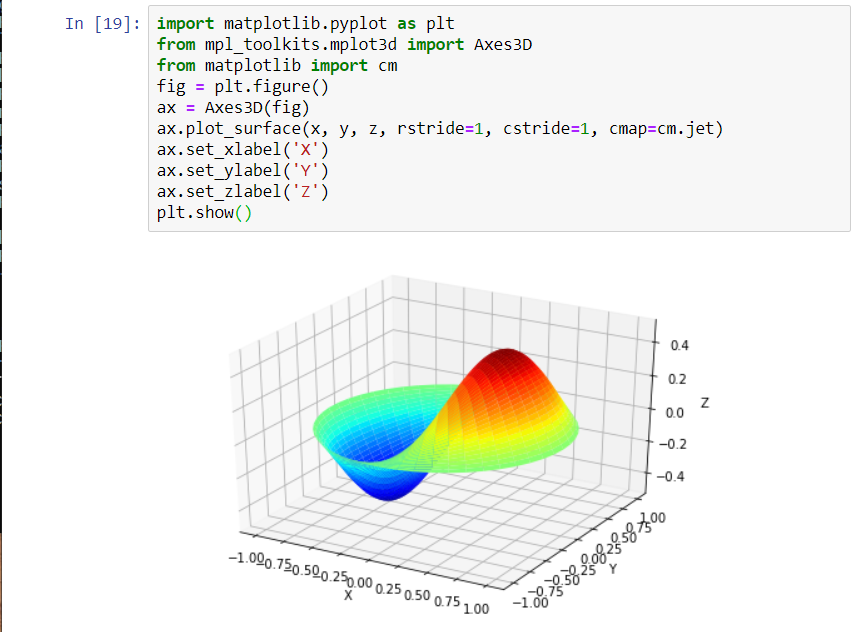 In [19]: import matplotlib.pyplot as plt
from mpl_toolkits.mplot3d import Axes3D
from matplotlib import cm
fig = plt.figure()
ax = Axes3D(fig)
ax.plot_surface(x, y, z, rstride=1, cstride=1, cmap=cm.jet)
ax.set_xlabel('X')
ax.set_ylabel('Y')
ax.set_zlabel('Z')
plt.show()
0.4
0.2
0.0
−0.2
−0.4
Z
−1.00
−0.75
−0.50
−0.25
0.00
0.25
0.50
0.75
1.00
X
−1.00
−0.75
−0.50
−0.25
0.00
0.25
0.50
0.75
1.00
Y